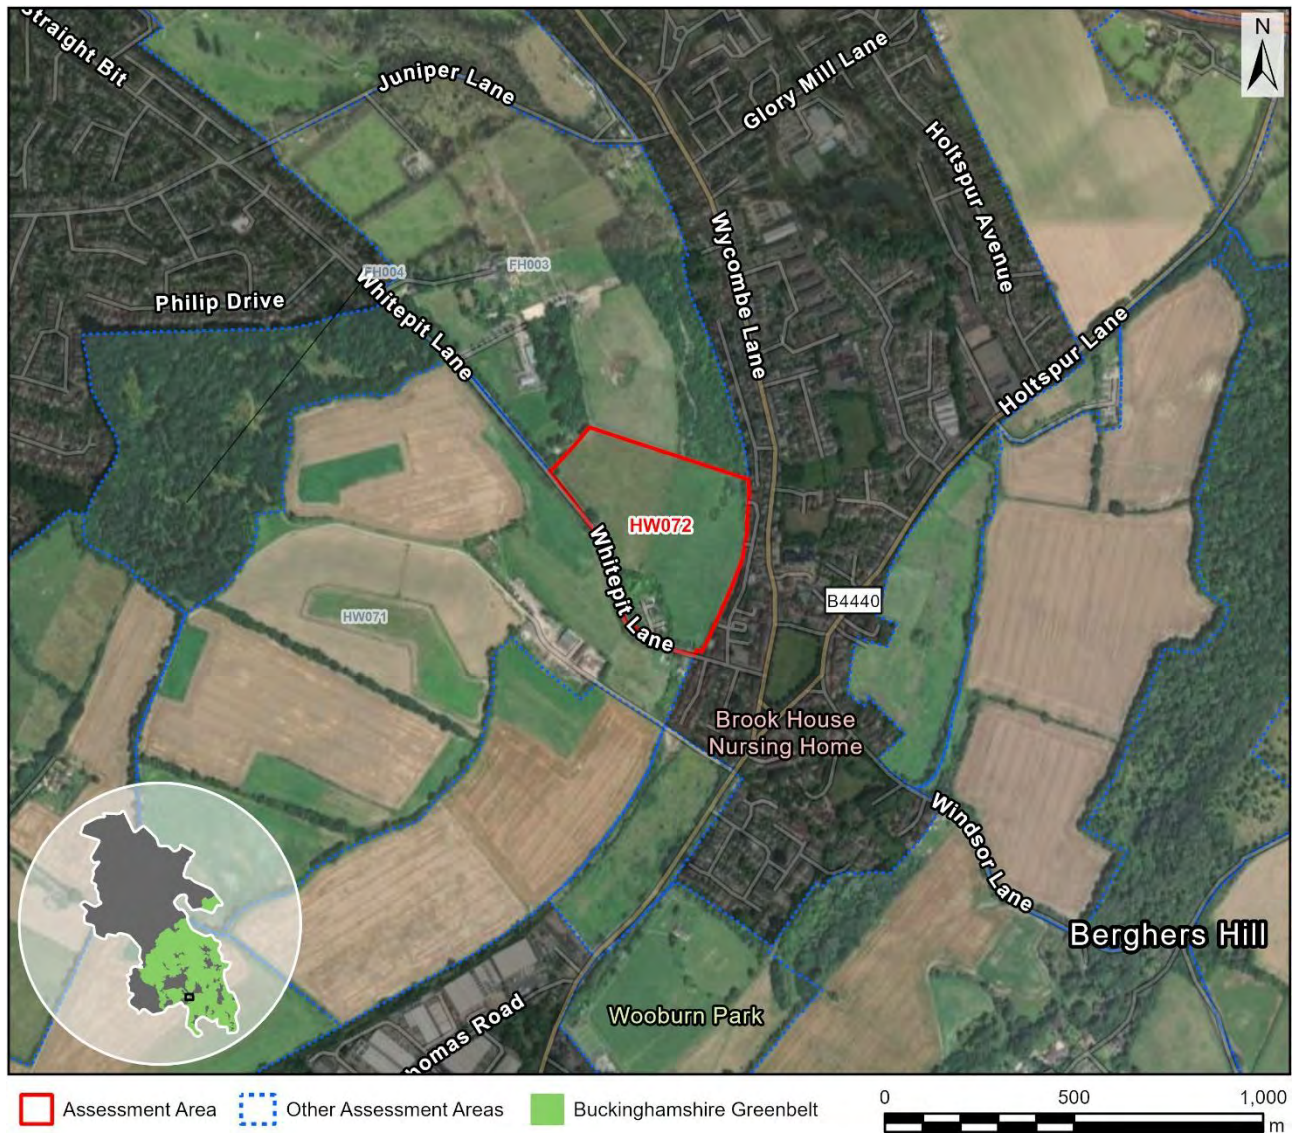 Straight Bit
N
Juniper Lane
Glory Mill Lane
Holtspur Avenue
Wycombe Lane
FH004
FH003
Philip Drive
Whitepit Lane
Holtspur Lane
HW072
Whitepit Lane
B4440
HW071
Brook House
Nursing Home
Windsor Lane
Berghers Hill
Wooburn Park
homas Road
Assessment Area
Other Assessment Areas
Buckinghamshire Greenbelt
0 500 1,000
m